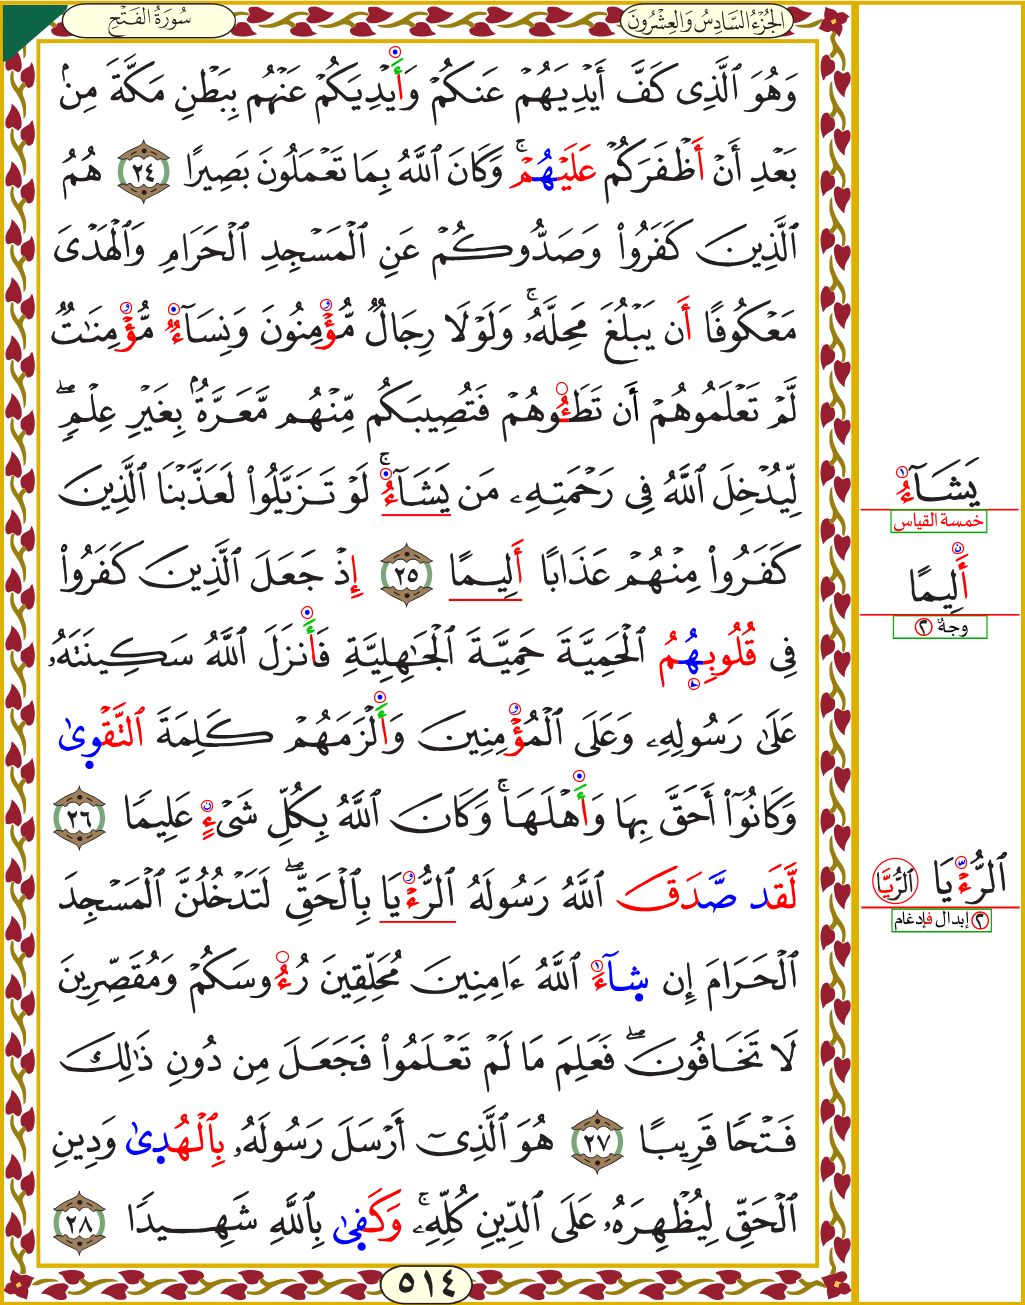 الجُزْءُ السَّادِسُ وَالعِشْرُونَ
سُورَةُ الفَتْحِ
وَهُوَ ٱلَّذِى كَفَّ أَيْدِيَهُمْ عَنكُمْ وَأَيْدِيَكُمْ عَنْهُم بِبَطْنِ مَكَّةَ مِنۢ
بَعْدِ أَنْ أَظْفَرَكُمْ عَلَيْهُمْ ۚ وَكَانَ ٱللَّهُ بِمَا تَعْمَلُونَ بَصِيرًا ٢٤ هُمُ
ٱلَّذِينَ كَفَرُوا۟ وَصَدُّوكُمْ عَنِ ٱلْمَسْجِدِ ٱلْحَرَامِ وَٱلْهَدْىَ
مَعْكُوفًا أَن يَبْلُغَ مَحِلَّهُۥ ۚ وَلَوْلَا رِجَالٌ مُّؤْمِنُونَ وَنِسَآءٌ مُّؤْمِنَٰتٌ
لَّمْ تَعْلَمُوهُمْ أَن تَطَـُٔوهُمْ فَتُصِيبَكُم مِّنْهُم مَّعَرَّةٌۢ بِغَيْرِ عِلْمٍ ۖ
لِّيُدْخِلَ ٱللَّهُ فِى رَحْمَتِهِۦ مَن يَشَآءُ ۚ لَوْ تَزَيَّلُوا۟ لَعَذَّبْنَا ٱلَّذِينَ
كَفَرُوا۟ مِنْهُمْ عَذَابًا أَلِيمًا ٢٥ إِذْ جَعَلَ ٱلَّذِينَ كَفَرُوا۟
فِى قُلُوبِهُمُ ٱلْحَمِيَّةَ حَمِيَّةَ ٱلْجَٰهِلِيَّةِ فَأَنزَلَ ٱللَّهُ سَكِينَتَهُۥ
عَلَىٰ رَسُولِهِۦ وَعَلَى ٱلْمُؤْمِنِينَ وَأَلْزَمَهُمْ كَلِمَةَ ٱلتَّقْوِىٰ
وَكَانُوٓا۟ أَحَقَّ بِهَا وَأَهْلَهَا ۚ وَكَانَ ٱللَّهُ بِكُلِّ شَىْءٍ عَلِيمًا ٢٦
لَّقَد صَّدَقَ ٱللَّهُ رَسُولَهُ ٱلرُّءْيَا بِٱلْحَقِّ ۖ لَتَدْخُلُنَّ ٱلْمَسْجِدَ
ٱلْحَرَامَ إِن شَآءَ ٱللَّهُ ءَامِنِينَ مُحَلِّقِينَ رُءُوسَكُمْ وَمُقَصِّرِينَ
لَا تَخَافُونَ ۖ فَعَلِمَ مَا لَمْ تَعْلَمُوا۟ فَجَعَلَ مِن دُونِ ذَٰلِكَ
فَتْحًا قَرِيبًا ٢٧ هُوَ ٱلَّذِىٓ أَرْسَلَ رَسُولَهُۥ بِٱلْهُدِىٰ وَدِينِ
ٱلْحَقِّ لِيُظْهِرَهُۥ عَلَى ٱلدِّينِ كُلِّهِۦ ۚ وَكَفِىٰ بِٱللَّهِ شَهِيدًا ٢٨
٥١٤
يَشَآءُ
خمسة القياس
أَلِيمًا
٢ وجهٌ
ٱلرُّءْيَا ٱلرُّيَّا
٢ إبدال فإدغام